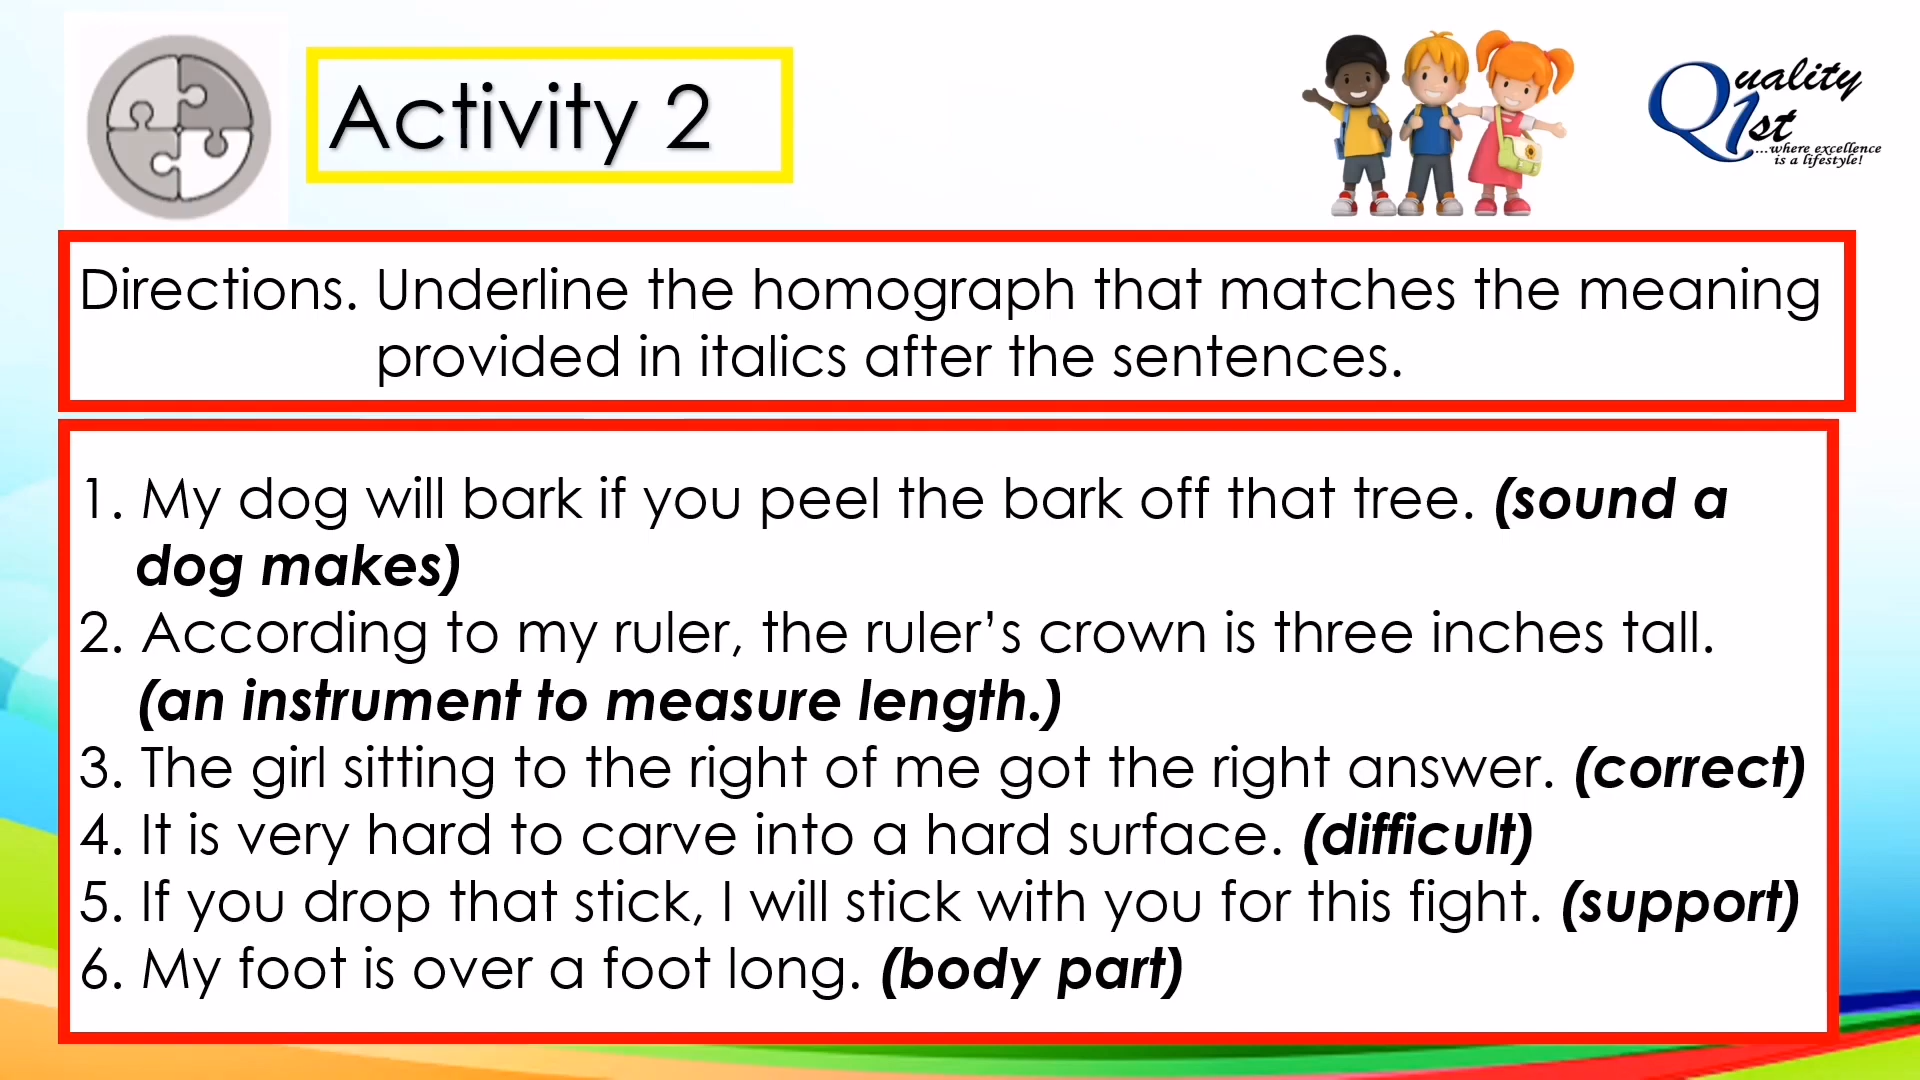 Activity 2
Quality
1st
...where excellence
is a lifestyle!
Directions. Underline the homograph that matches the meaning
provided in italics after the sentences.
1. My dog will bark if you peel the bark off that tree. (sound a
dog makes)
2. According to my ruler, the ruler’s crown is three inches tall.
(an instrument to measure length.)
3. The girl sitting to the right of me got the right answer. (correct)
4. It is very hard to carve into a hard surface. (difficult)
5. If you drop that stick, I will stick with you for this fight. (support)
6. My foot is over a foot long. (body part)